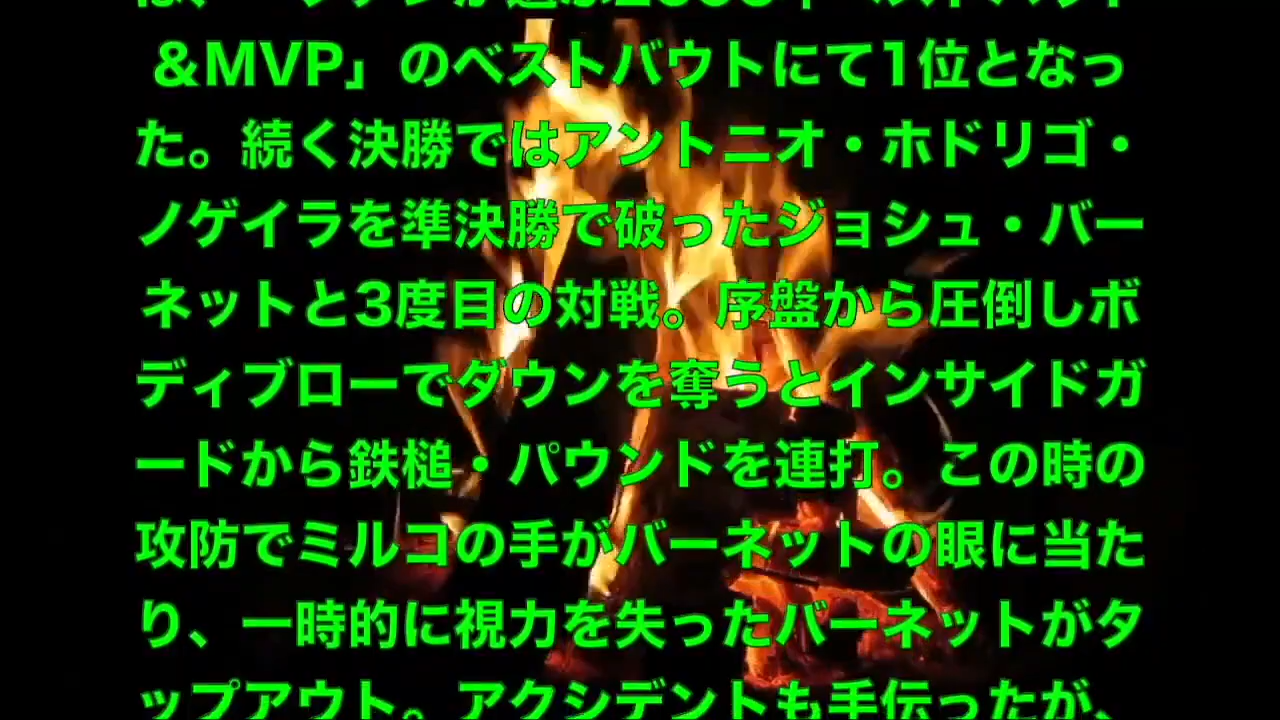 &MVP」のベストバウトにて1位となっ
た。続く決勝ではアントニオ・ホドリゴ・
ノゲイラを準決勝で破ったジョシュ・バー
ネットと3度目の対戦。序盤から圧倒しボ
ディブローでダウンを奪うとインサイドガ
ードから鉄槌・パウンドを連打。この時の
攻防でミルコの手がバーネットの眼に当た
り、一時的に視力を失ったバーネットがタ
ップアウト。アクシデントも手伝ったが、